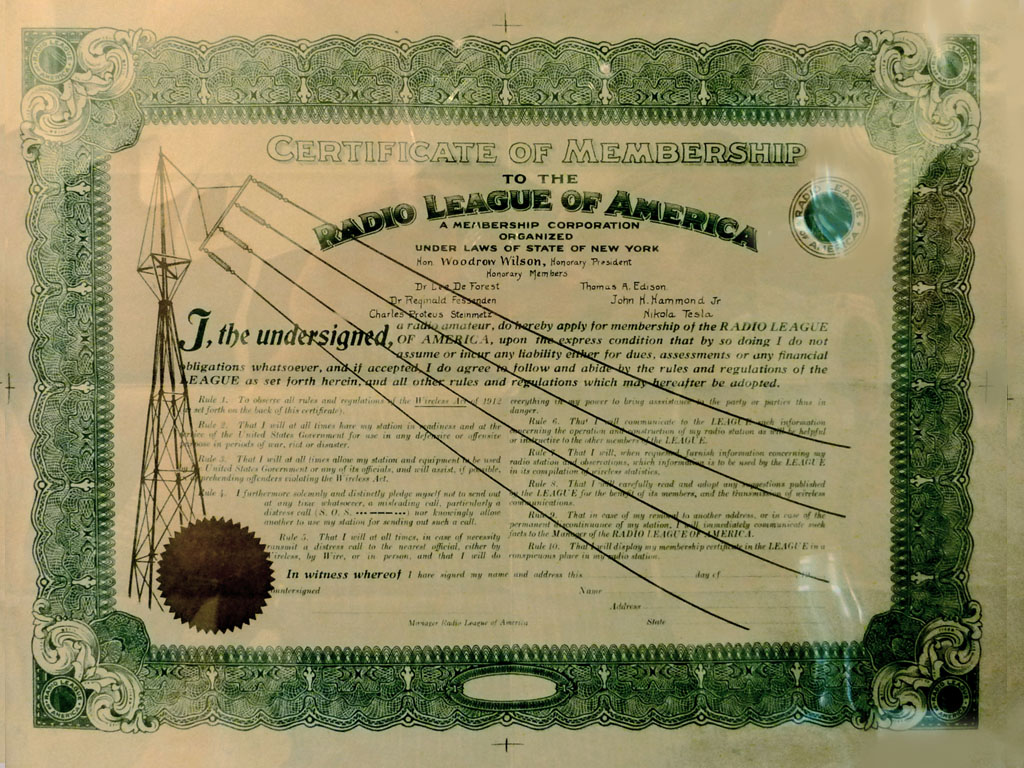 CERTIFICATE OF MEMBERSHIP
TO THE
RADIO LEAGUE OF AMERICA
A MEMBERSHIP CORPORATION
ORGANIZED
UNDER LAWS OF STATE OF NEW YORK
RADIO LEAGUE of AMERICA
Hon. Woodrow Wilson, Honorary President
Honorary Members
Dr Lee De Forest Thomas A. Edison
Dr Reginald Fessenden John H. Hammond Jr
Charles Proteus Steinmetz Nikola Tesla
I, the undersigned, a radio amateur, do hereby apply for membership of the RADIO LEAGUE
OF AMERICA, upon the express condition that by so doing I do not
assume or incur any liability either for dues, assessments or any financial
obligations whatsoever, and if accepted I do agree to follow and abide by the rules and regulations of the
LEAGUE as set forth herein, and all other rules and regulations which may hereafter be adopted.
Rule 1. To observe all rules and regulations of the Wireless Act of 1912
set forth on the back of this certificate).
Rule 2. That I will at all times have my station in readiness and at the
service of the United States Government for use in any defensive or offensive
purpose in periods of war, riot or disaster.
Rule 3. That I will at all times allow my station and equipment to be used
United States Government or any of its officials, and will assist, if possible,
apprehending offenders violating the Wireless Act.
Rule 4. I furthermore solemnly and distinctly pledge myself not to send out
at any time whatsoever, a misleading call, particularly a
distress call (S. O. S. ... — — — ...) nor knowingly allow
another to use my station for sending out such a call.
Rule 5. That I will at all times, in case of necessity
transmit a distress call to the nearest official, either by
Wireless, by Wire, or in person, and that I will do
everything in my power to bring assistance to the party or parties thus in
danger.
Rule 6. That I will communicate to the LEAGUE such information
concerning the operation and construction of my radio station as will be helpful
or instructive to the other members of the LEAGUE.
Rule 7. That I will, when requested, furnish information concerning my
radio station and observations, which information is to be used by the LEAGUE
in its compilation of wireless statistics.
Rule 8. That I will carefully read and adopt any suggestions published
by the LEAGUE for the benefit of its members, and the transmission of wireless
communications.
Rule 9. That in case of my removal to another address, or in case of the
permanent discontinuance of my station, I will immediately communicate such
facts to the Manager of the RADIO LEAGUE OF AMERICA.
Rule 10. That I will display my membership certificate in the LEAGUE in a
conspicuous place in my radio station.
In witness whereof I have signed my name and address this day of
Countersigned Name
Address
Manager Radio League of America State